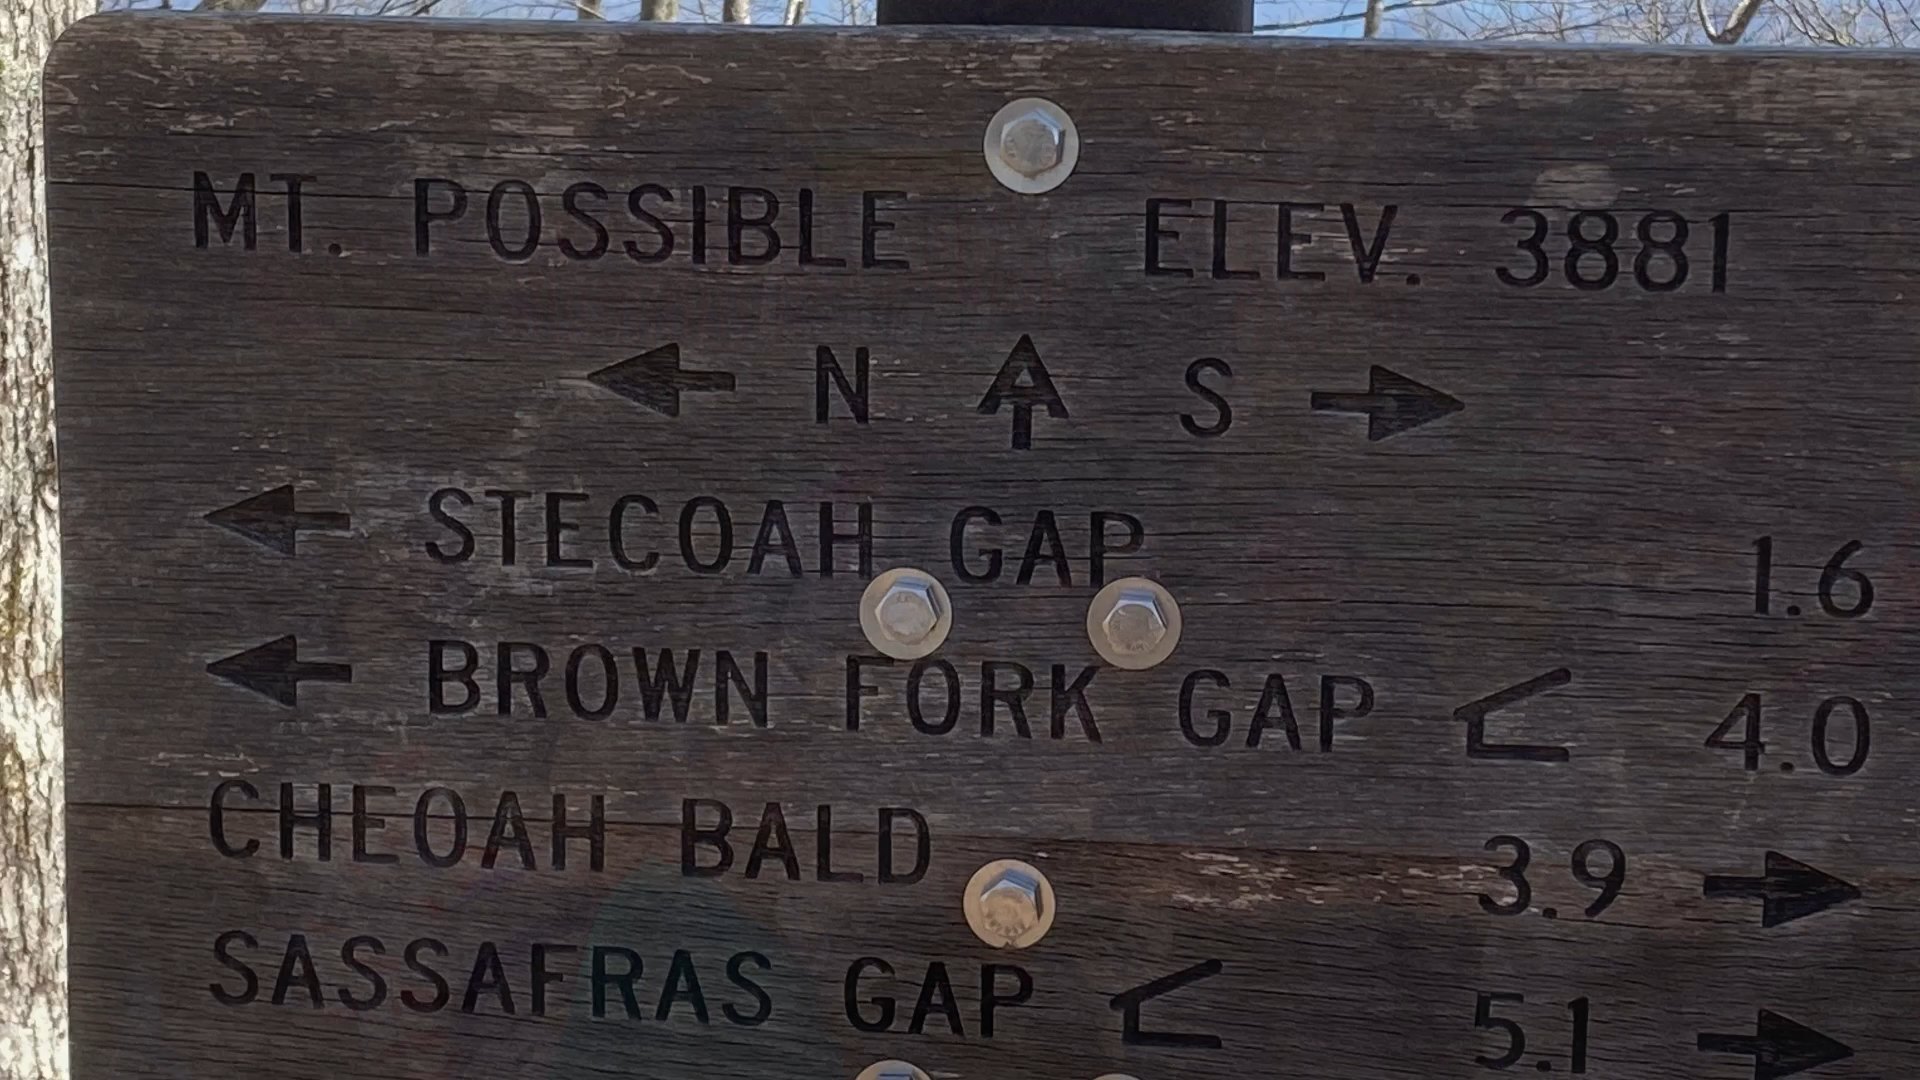 MT. POSSIBLE ELEV. 3881
← N S →
← STECOAH GAP 1.6
← BROWN FORK GAP 4.0
CHEOAH BALD 3.9 →
SASSAFRAS GAP 5.1 →